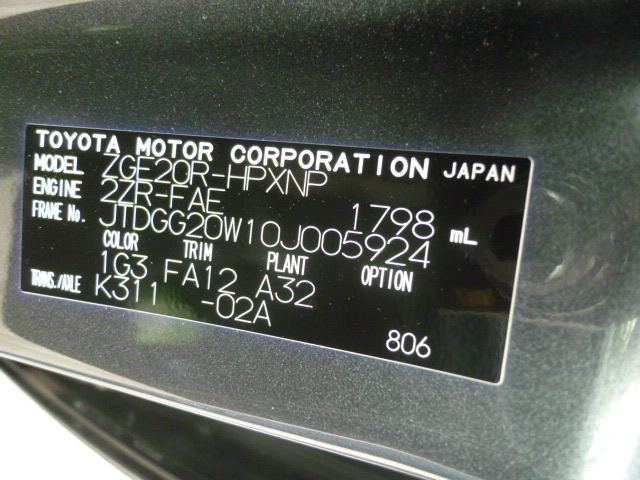 TOYOTA MOTOR CORPORATION JAPAN
MODEL ZGE20R-HPXNP
ENGINE 2ZR-FAE 1798 mL
FRAME No. JTDGG20W10J005924
COLOR TRIM PLANT OPTION
1G3 FA12 A32
TRANS./AXLE K311 -02A
806